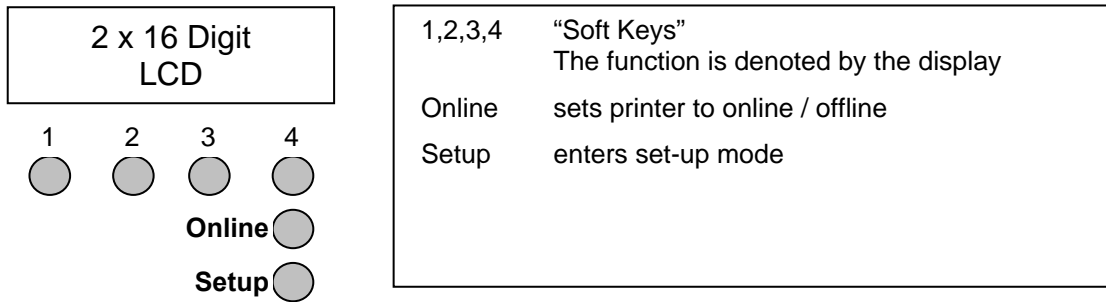 2 x 16 Digit
LCD
1 2 3 4
Online
Setup
1,2,3,4 “Soft Keys”
The function is denoted by the display
Online sets printer to online / offline
Setup enters set-up mode